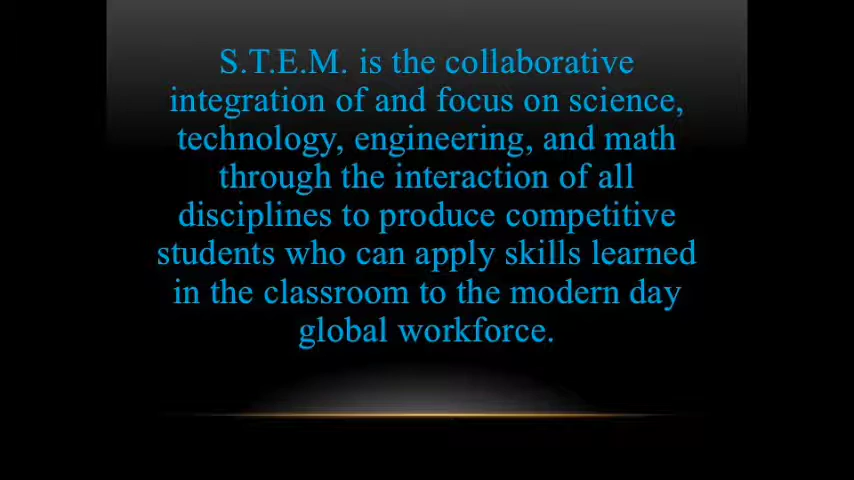 S.T.E.M. is the collaborative
integration of and focus on science,
technology, engineering, and math
through the interaction of all
disciplines to produce competitive
students who can apply skills learned
in the classroom to the modern day
global workforce.